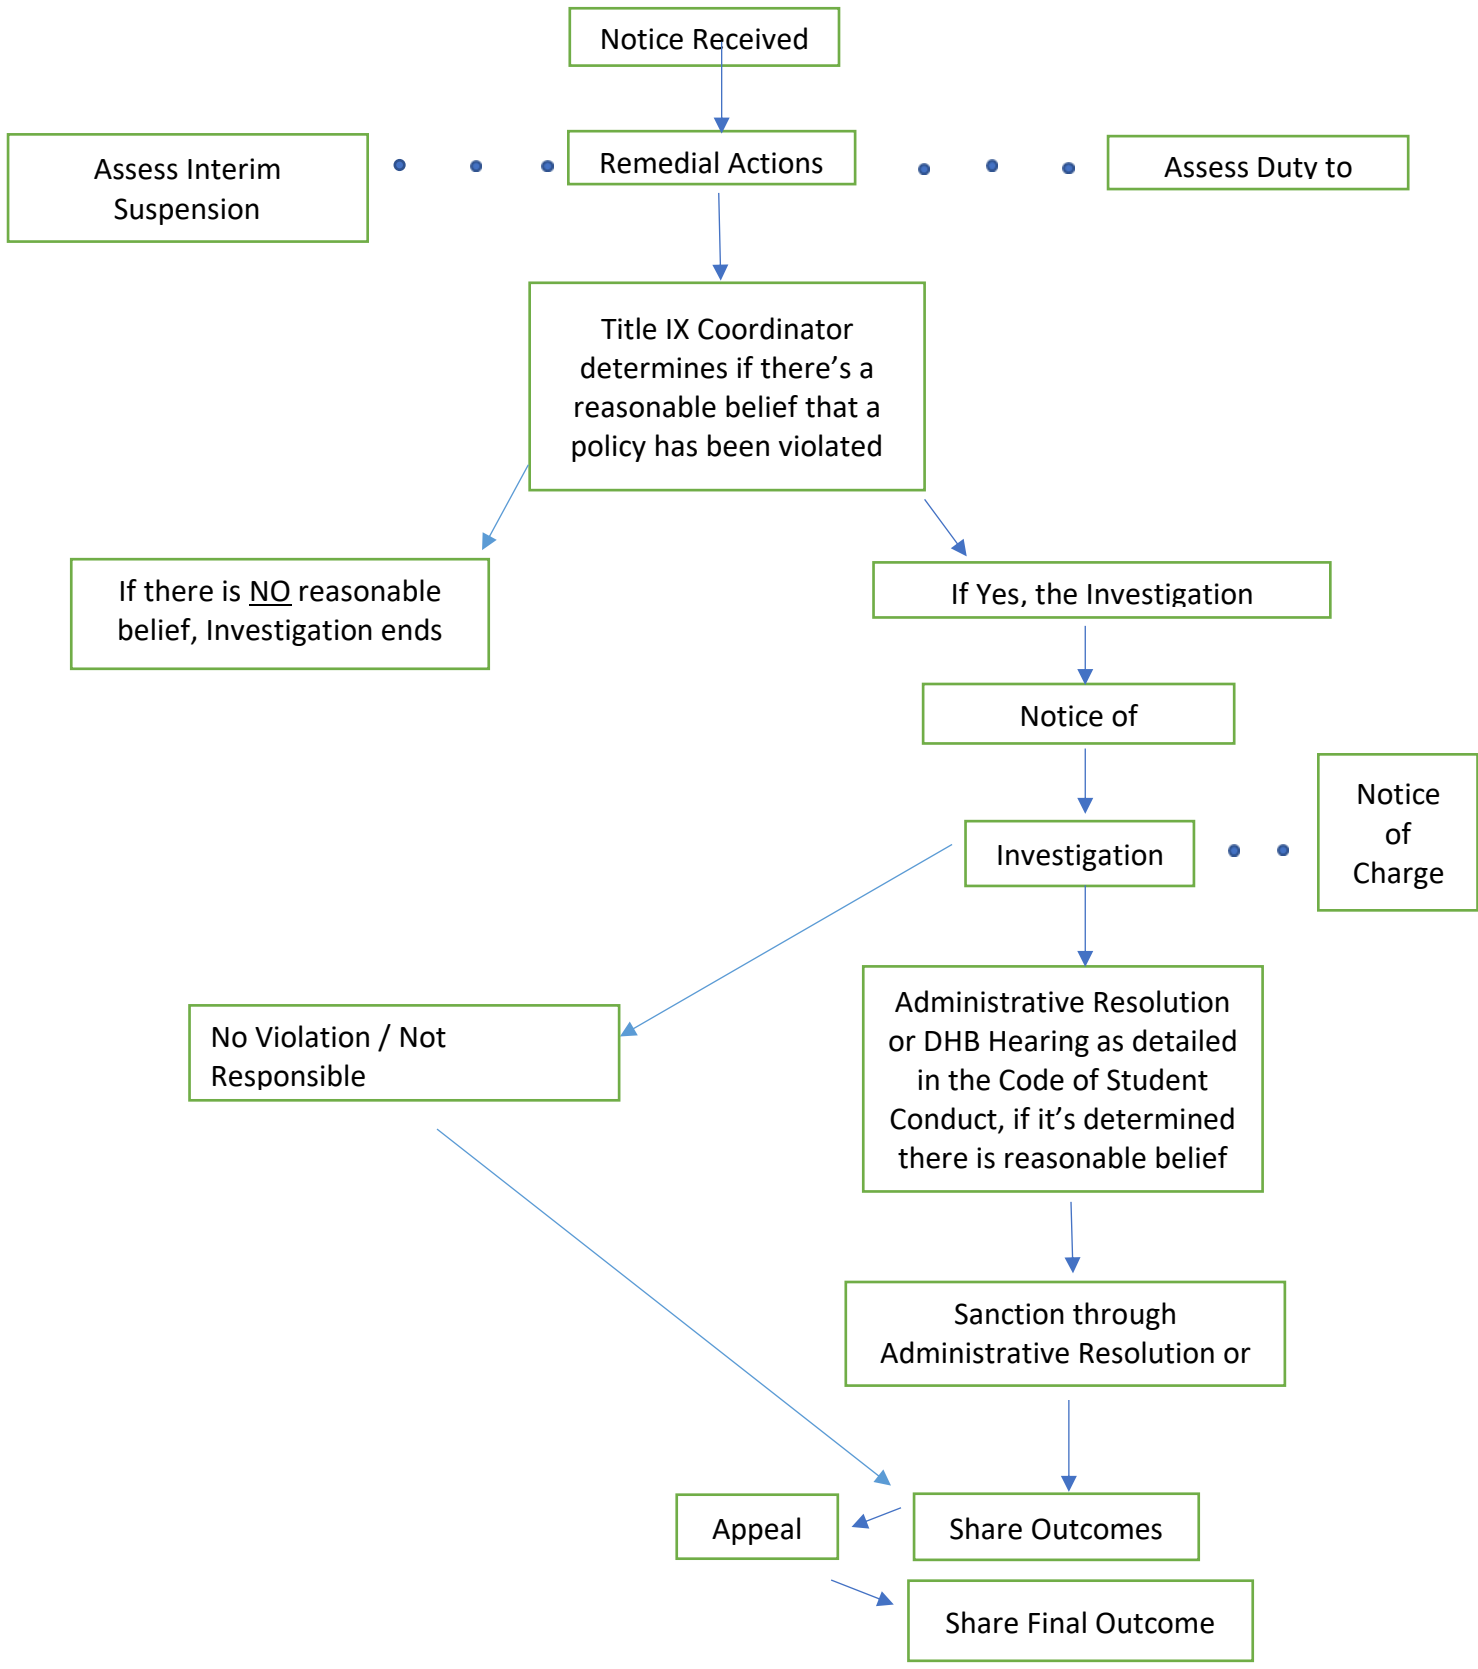 Notice Received
Assess Interim
Suspension
Remedial Actions
Assess Duty to
Title IX Coordinator
determines if there’s a
reasonable belief that a
policy has been violated
If there is NO reasonable
belief, Investigation ends
If Yes, the Investigation
Notice of
Notice
of
Charge
Investigation
Administrative Resolution
or DHB Hearing as detailed
in the Code of Student
Conduct, if it’s determined
there is reasonable belief
No Violation / Not
Responsible
Sanction through
Administrative Resolution or
Appeal
Share Outcomes
Share Final Outcome